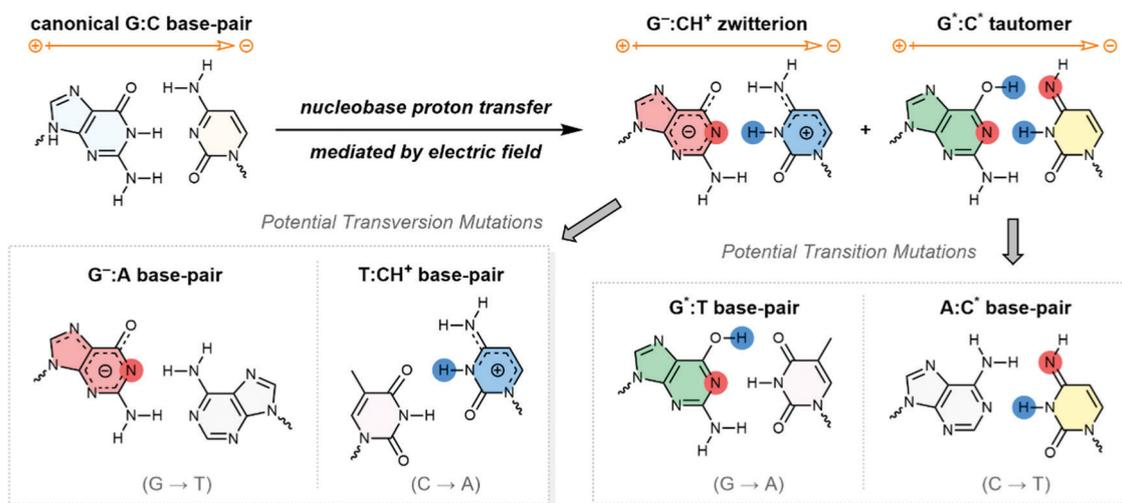 canonical G:C base-pair
G⁻:CH⁺ zwitterion
G*:C* tautomer
nucleobase proton transfer
mediated by electric field
+
Potential Transversion Mutations
Potential Transition Mutations
G⁻:A base-pair
T:CH⁺ base-pair
G*:T base-pair
A:C* base-pair
(G → T)
(C → A)
(G → A)
(C → T)